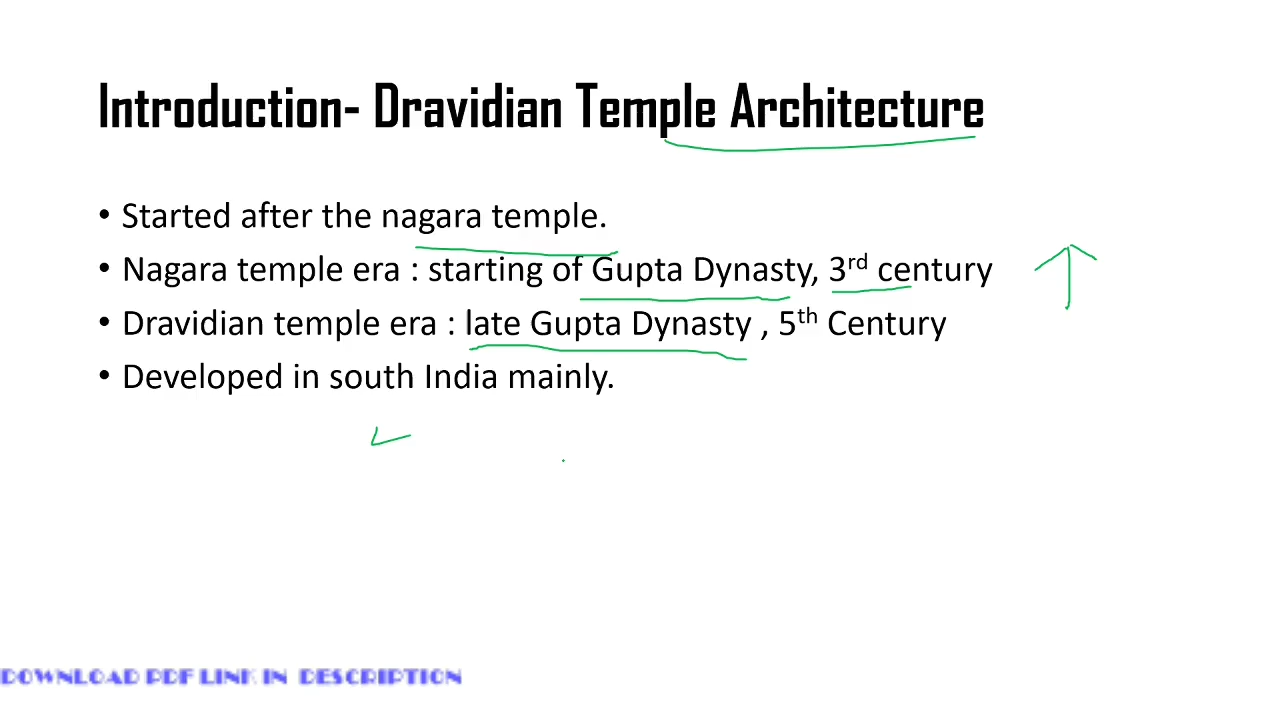 Introduction- Dravidian Temple Architecture
• Started after the nagara temple.
• Nagara temple era : starting of Gupta Dynasty, 3rd century
• Dravidian temple era : late Gupta Dynasty , 5th Century
• Developed in south India mainly.
DOWNLOAD PDF LINK IN DESCRIPTION